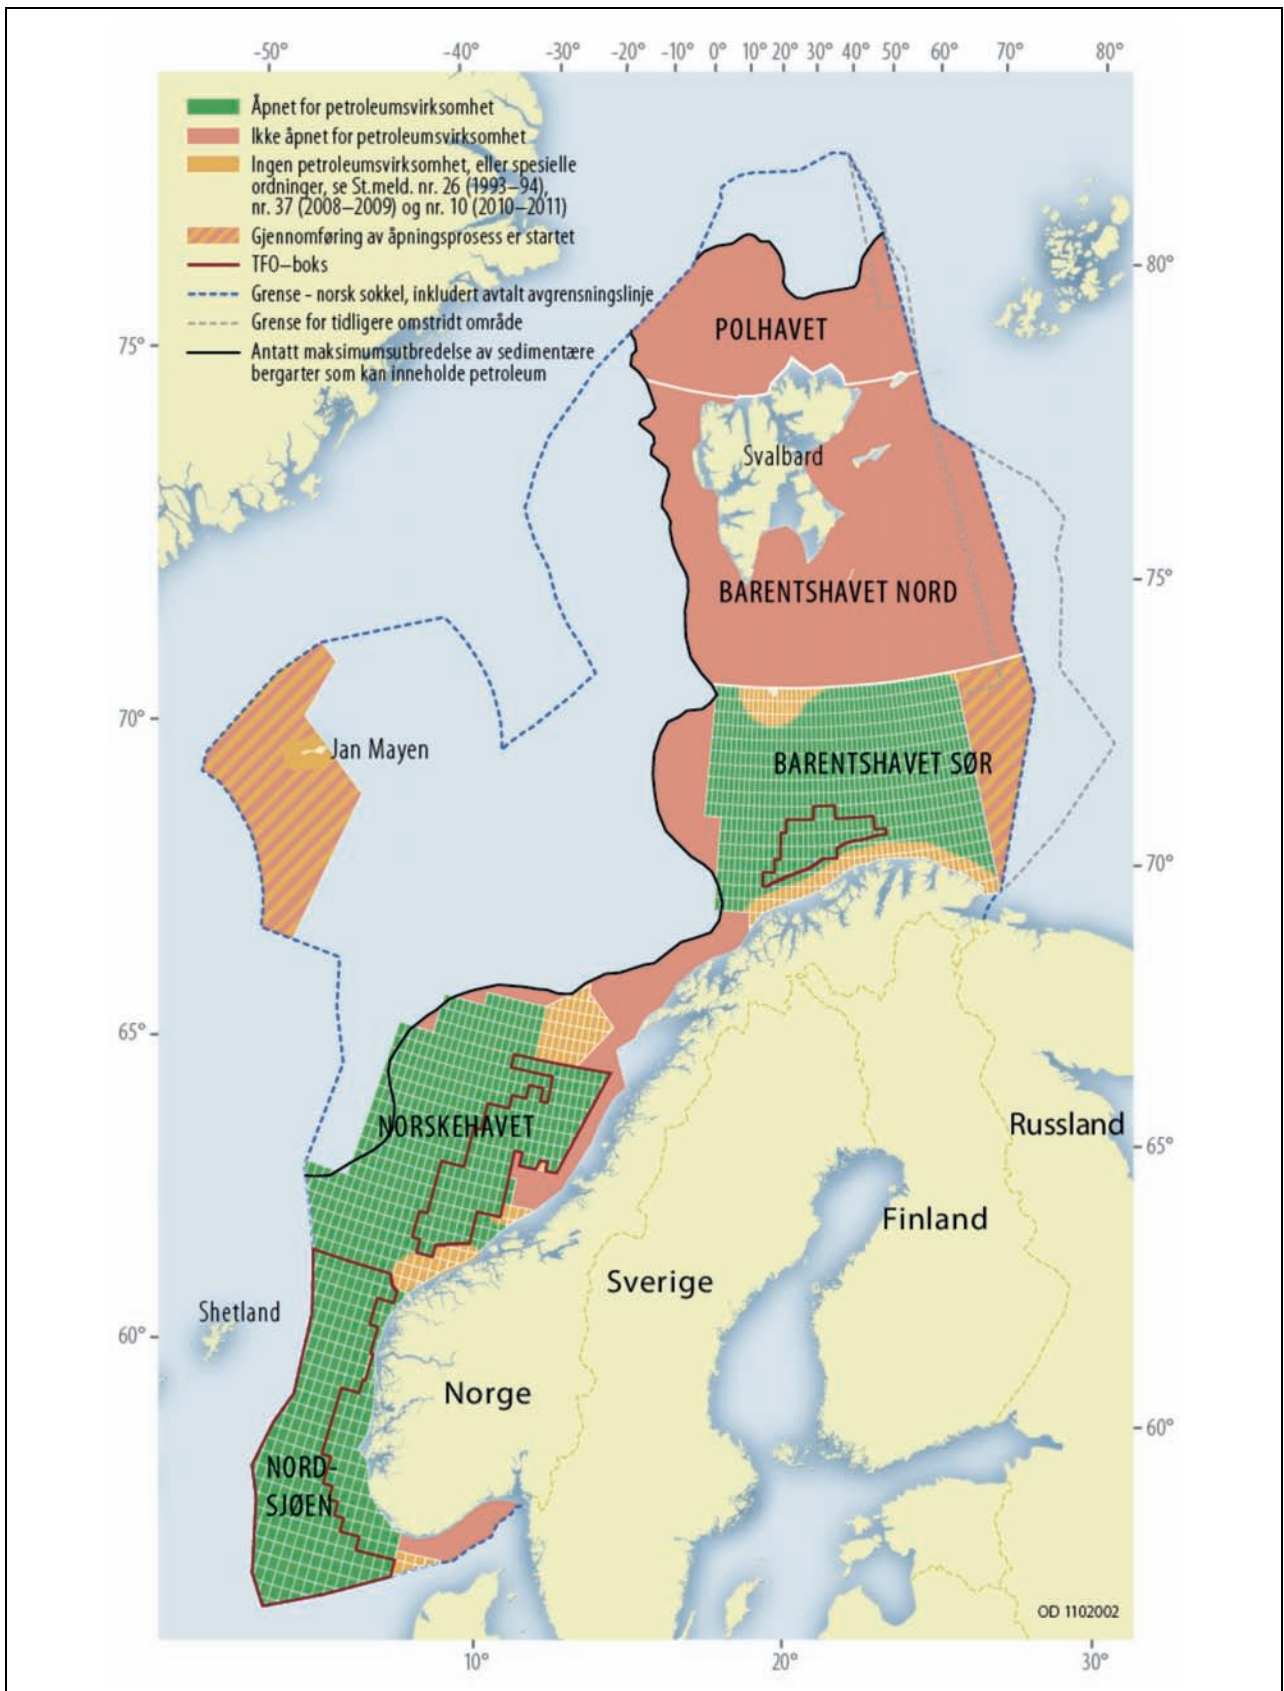 -50° -40° -30° -20° -10° 0° 10° 20° 30° 40° 50° 60° 70° 80°
Åpnet for petroleumsvirksomhet
Ikke åpnet for petroleumsvirksomhet
Ingen petroleumsvirksomhet, eller spesielle
ordninger, se St.meld. nr. 26 (1993–94),
nr. 37 (2008–2009) og nr. 10 (2010–2011)
Gjennomføring av åpningsprosess er startet
TFO–boks
Grense - norsk sokkel, inkludert avtalt avgrensningslinje
Grense for tidligere omstridt område
Antatt maksimumsutbredelse av sedimentære
bergarter som kan inneholde petroleum
80°
75°
POLHAVET
Svalbard
75°
BARENTSHAVET NORD
70°
Jan Mayen
BARENTSHAVET SØR
70°
65°
NORSKEHAVET
Russland
65°
Finland
Sverige
Shetland
60°
Norge
60°
NORD-
SJØEN
OD 1102002
10° 20° 30°